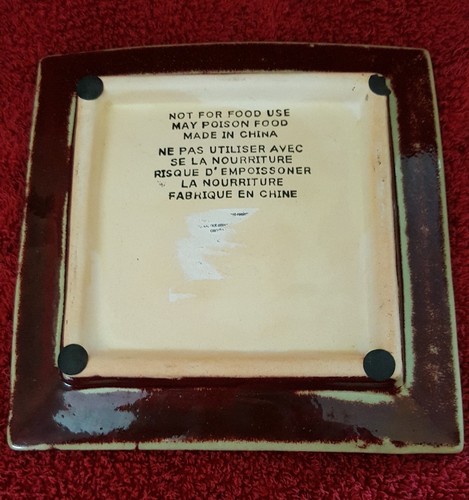 NOT FOR FOOD USE
MAY POISON FOOD
MADE IN CHINA
NE PAS UTILISER AVEC
SE LA NOURRITURE
RISQUE D'EMPOISSONER
LA NOURRITURE
FABRIQUE EN CHINE